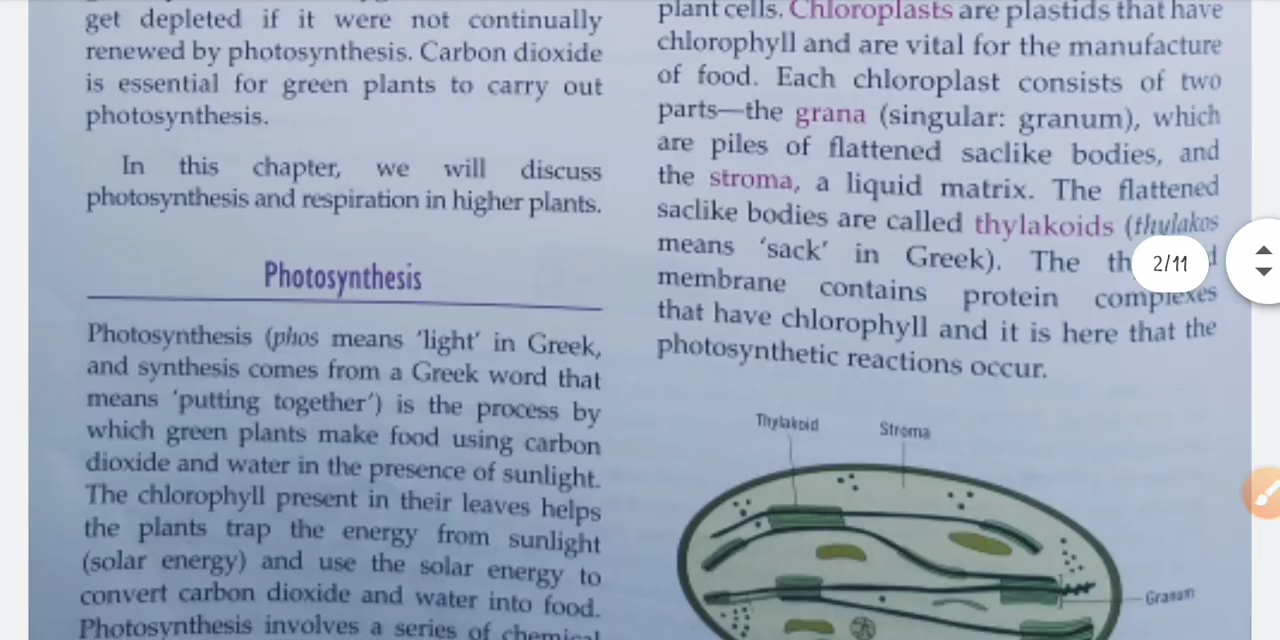 get depleted if it were not continually
renewed by photosynthesis. Carbon dioxide
is essential for green plants to carry out
photosynthesis.
In this chapter, we will discuss
photosynthesis and respiration in higher plants.
Photosynthesis
Photosynthesis (phos means ‘light’ in Greek,
and synthesis comes from a Greek word that
means ‘putting together’) is the process by
which green plants make food using carbon
dioxide and water in the presence of sunlight.
The chlorophyll present in their leaves helps
the plants trap the energy from sunlight
(solar energy) and use the solar energy to
convert carbon dioxide and water into food.
Photosynthesis involves a series of chemical
plant cells. Chloroplasts are plastids that have
chlorophyll and are vital for the manufacture
of food. Each chloroplast consists of two
parts—the grana (singular: granum), which
are piles of flattened saclike bodies, and
the stroma, a liquid matrix. The flattened
saclike bodies are called thylakoids (thylakos
means ‘sack’ in Greek). The
membrane contains protein complexes
that have chlorophyll and it is here that the
photosynthetic reactions occur.
Thylakoid
Stroma
Granum
2/11